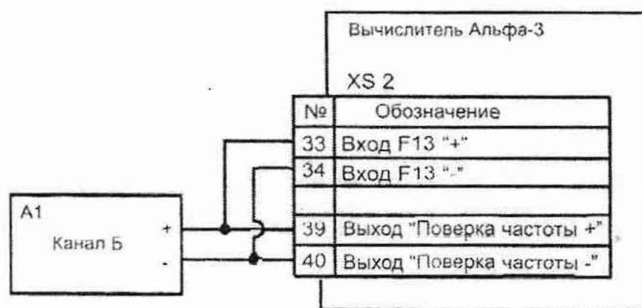 Вычислитель Альфа-3
XS 2
№ Обозначение
33 Вход F13 "+"
34 Вход F13 "-"
39 Выход "Поверка частоты +"
40 Выход "Поверка частоты -"
A1
Канал Б
+
-